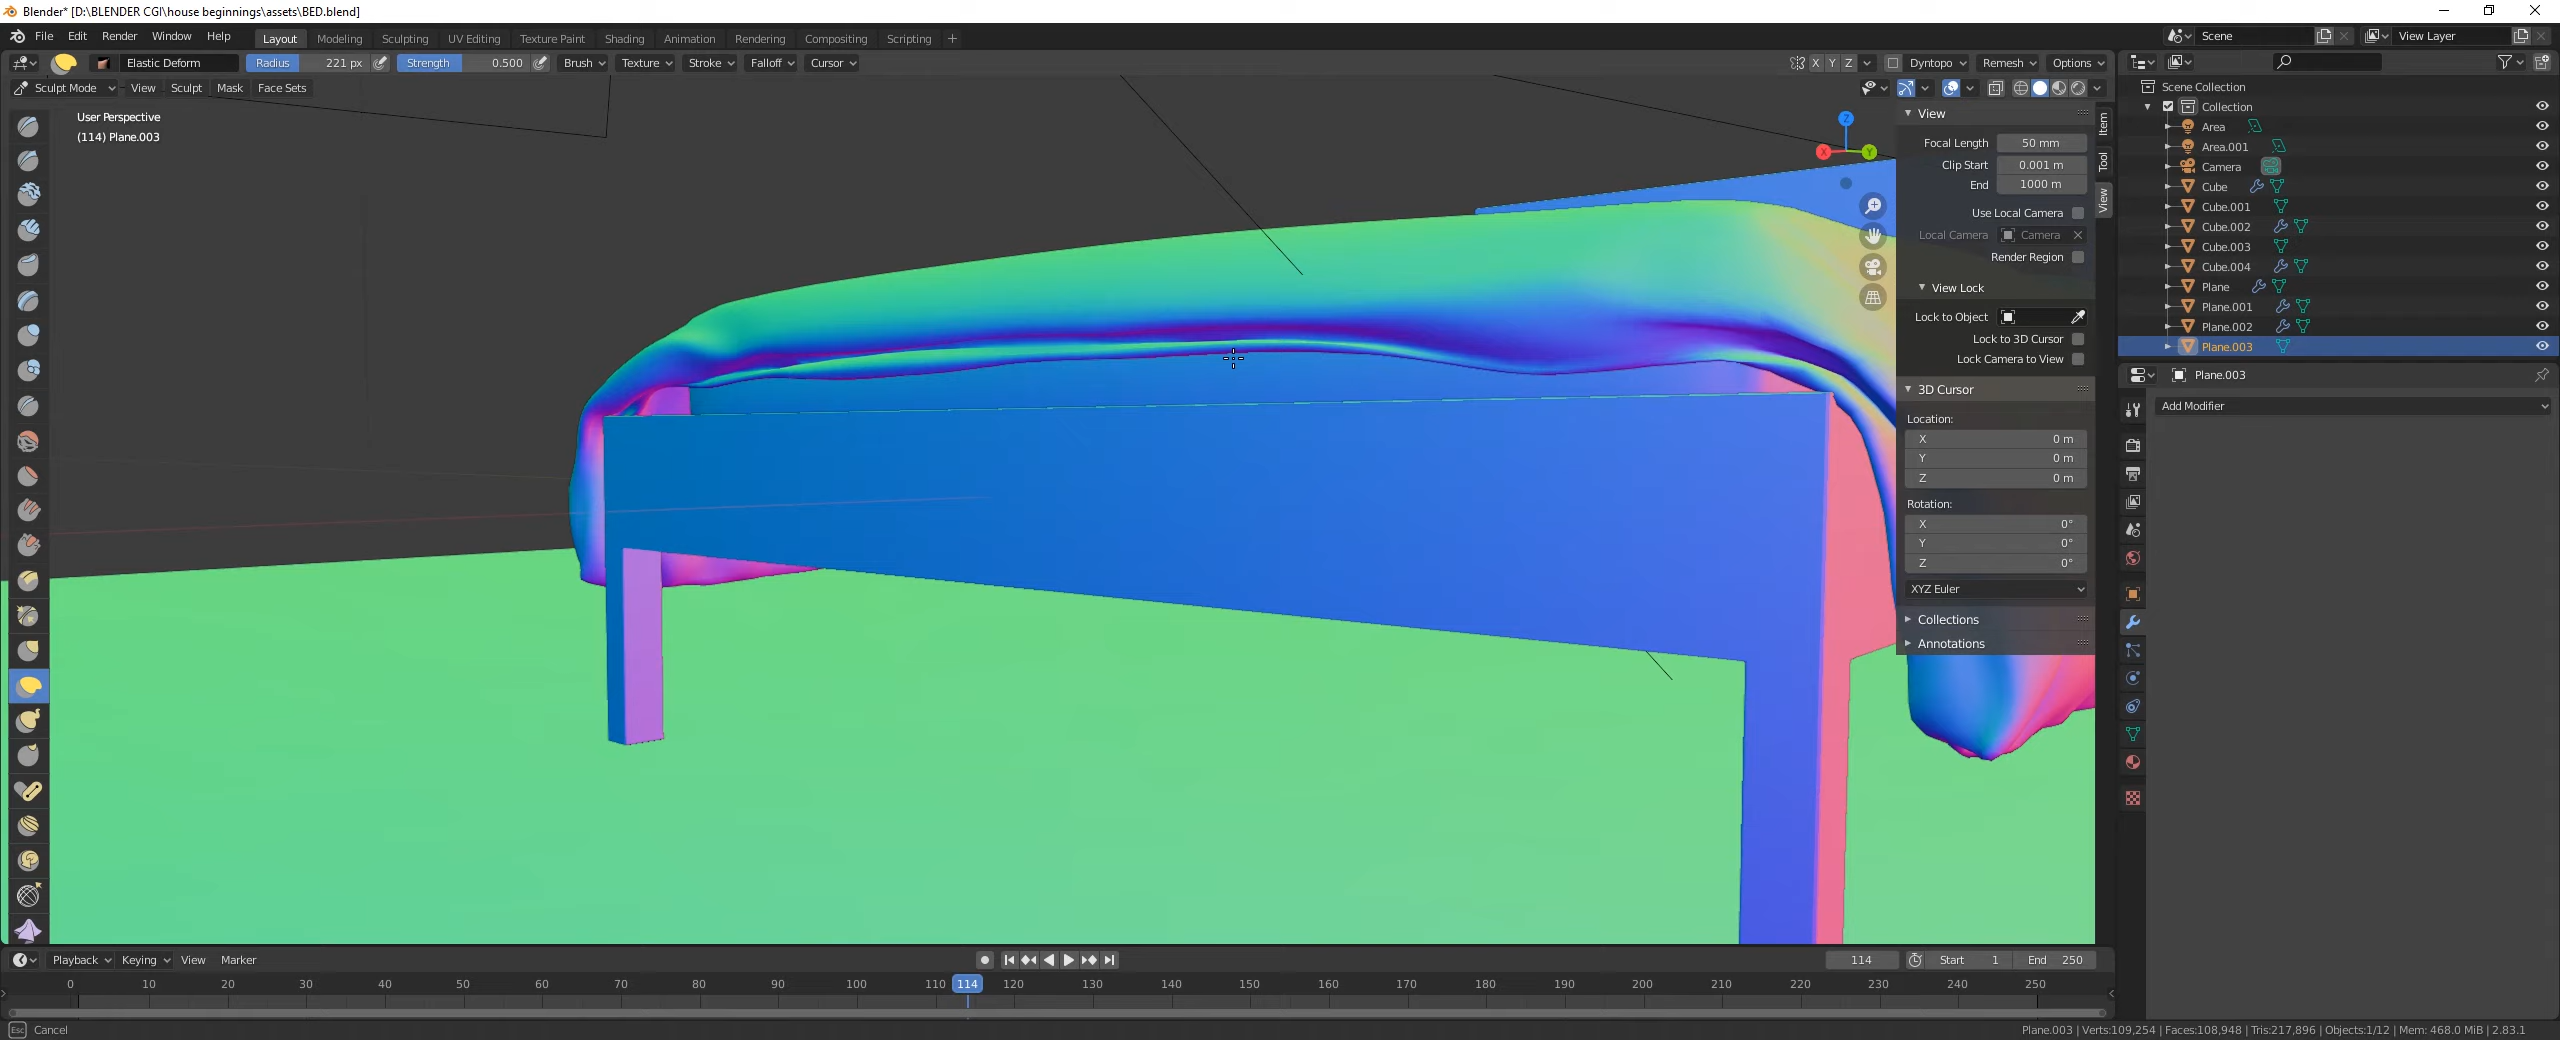 Blender* [D:\BLENDER CGI\house beginnings\assets\BED.blend]
File Edit Render Window Help Layout Modeling Sculpting UV Editing Texture Paint Shading Animation Rendering Compositing Scripting + Scene View Layer
Elastic Deform Radius 221 px Strength 0.500 Brush Texture Stroke Falloff Cursor X Y Z Dyntopo Remesh Options
Sculpt Mode View Sculpt Mask Face Sets
User Perspective
(114) Plane.003
Z
X Y
View
Focal Length 50 mm
Clip Start 0.001 m
End 1000 m
Use Local Camera
Local Camera Camera
Render Region
View Lock
Lock to Object
Lock to 3D Cursor
Lock Camera to View
3D Cursor
Location:
X 0 m
Y 0 m
Z 0 m
Rotation:
X 0°
Y 0°
Z 0°
XYZ Euler
Collections
Annotations
Item
Tool
View
Scene Collection
Collection
Area
Area.001
Camera
Cube
Cube.001
Cube.002
Cube.003
Cube.004
Plane
Plane.001
Plane.002
Plane.003
Plane.003
Add Modifier
Playback Keying View Marker 114 Start 1 End 250
0 10 20 30 40 50 60 70 80 90 100 110 114 120 130 140 150 160 170 180 190 200 210 220 230 240 250
Esc Cancel
Plane.003 | Verts:109,254 | Faces:108,948 | Tris:217,896 | Objects:1/12 | Mem: 468.0 MiB | 2.83.1